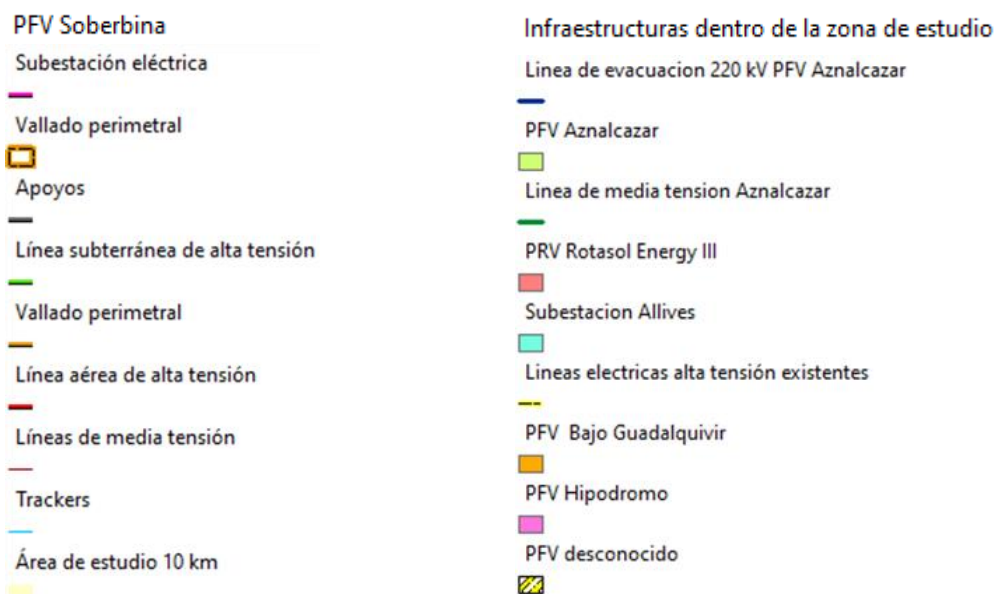 PFV Soberbina
Subestación eléctrica
Vallado perimetral
Apoyos
Línea subterránea de alta tensión
Vallado perimetral
Línea aérea de alta tensión
Líneas de media tensión
Trackers
Área de estudio 10 km
Infraestructuras dentro de la zona de estudio
Linea de evacuacion 220 kV PFV Aznalcazar
PFV Aznalcazar
Linea de media tension Aznalcazar
PRV Rotasol Energy III
Subestacion Allives
Lineas electricas alta tensión existentes
PFV Bajo Guadalquivir
PFV Hipodromo
PFV desconocido